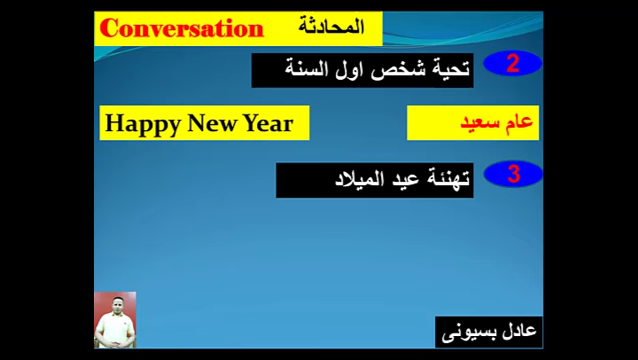 Conversation المحادثة
2 تحية شخص اول السنة
Happy New Year عام سعيد
3 تهنئة عيد الميلاد
عادل بسيونى